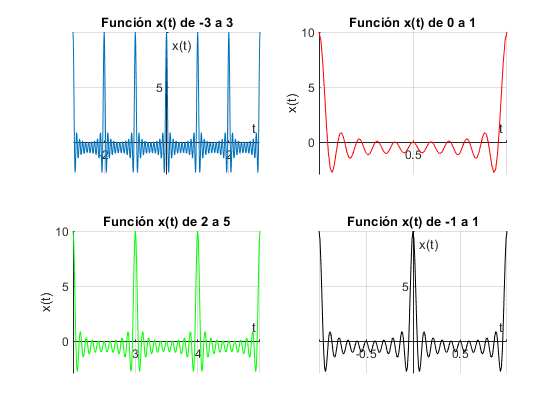 Función x(t) de -3 a 3
x(t)
5
t
-2
2
Función x(t) de 0 a 1
10
x(t)
t
0
0.5
Función x(t) de 2 a 5
10
x(t)
5
t
0
3
4
Función x(t) de -1 a 1
x(t)
5
t
-0.5
0.5